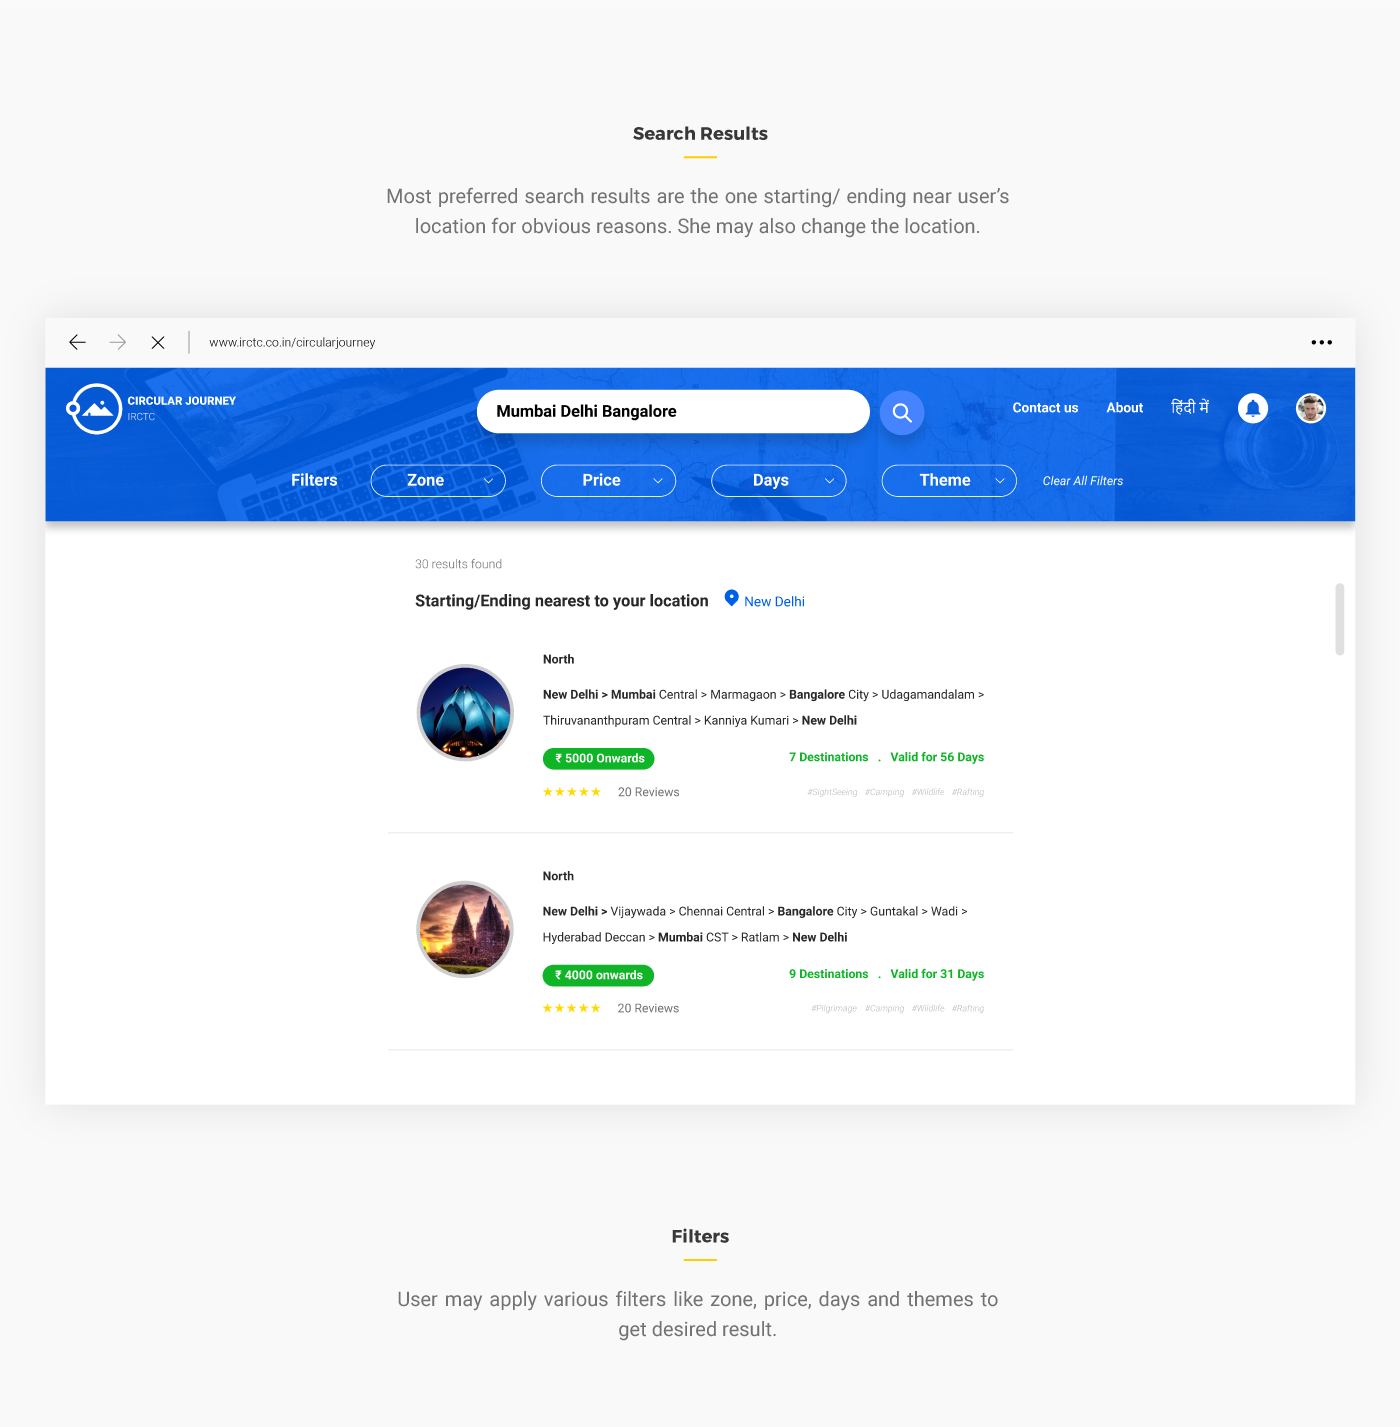 Search Results
Most preferred search results are the one starting/ ending near user’s
location for obvious reasons. She may also change the location.
www.irctc.co.in/circularjourney
CIRCULAR JOURNEY
IRCTC
Mumbai Delhi Bangalore
Contact us
About
हिंदी में
Filters
Zone
Price
Days
Theme
Clear All Filters
30 results found
Starting/Ending nearest to your location
New Delhi
North
New Delhi > Mumbai Central > Marmagaon > Bangalore City > Udagamandalam >
Thiruvananthpuram Central > Kanniya Kumari > New Delhi
₹ 5000 Onwards
7 Destinations . Valid for 56 Days
20 Reviews
#SightSeeing #Camping #Wildlife #Rafting
North
New Delhi > Vijaywada > Chennai Central > Bangalore City > Guntakal > Wadi >
Hyderabad Deccan > Mumbai CST > Ratlam > New Delhi
₹ 4000 onwards
9 Destinations . Valid for 31 Days
20 Reviews
#Pilgrimage #Camping #Wildlife #Rafting
Filters
User may apply various filters like zone, price, days and themes to
get desired result.